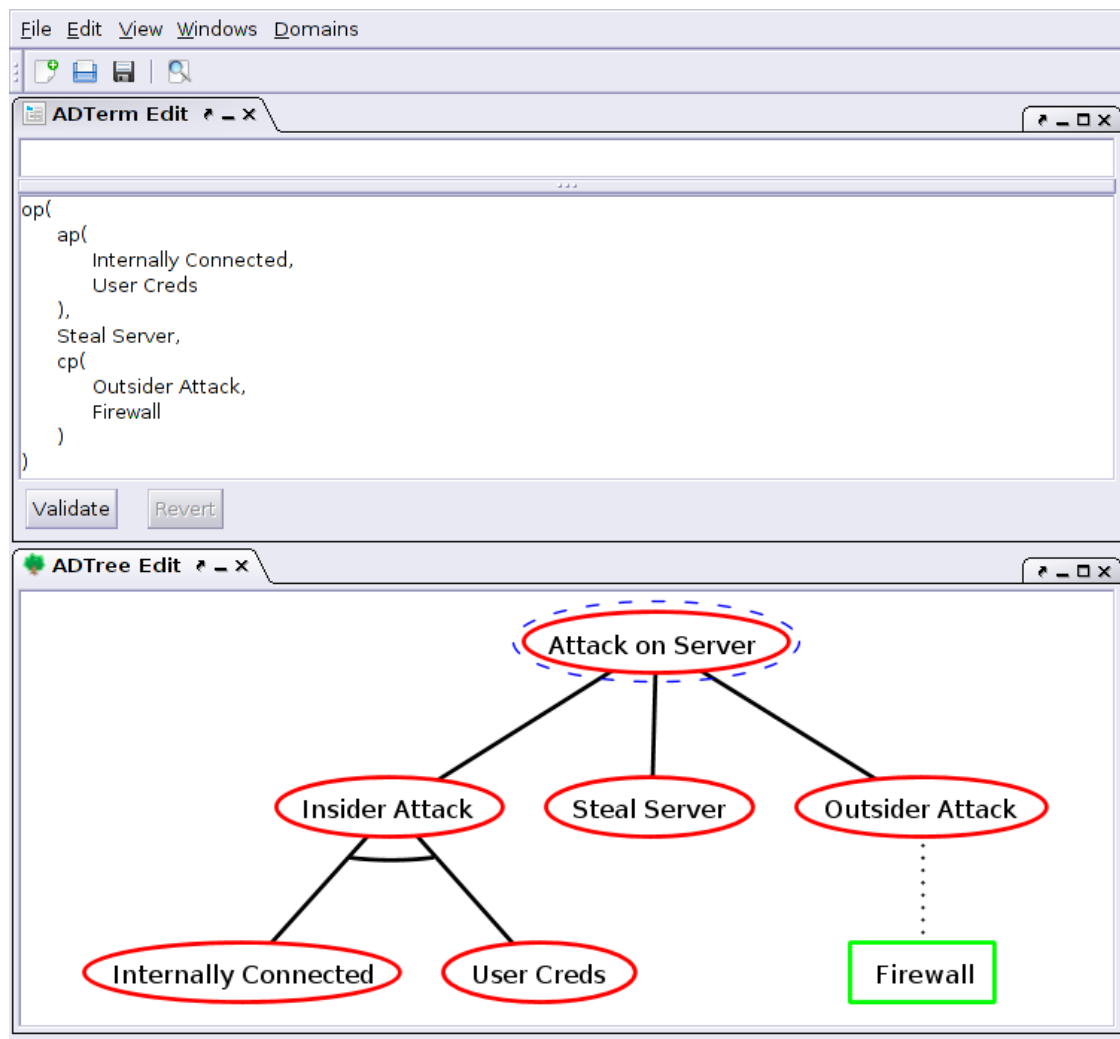 File Edit View Windows Domains
ADTerm Edit
op(
ap(
Internally Connected,
User Creds
),
Steal Server,
cp(
Outsider Attack,
Firewall
)
)
Validate Revert
ADTree Edit
Attack on Server
Insider Attack Steal Server Outsider Attack
Internally Connected User Creds Firewall